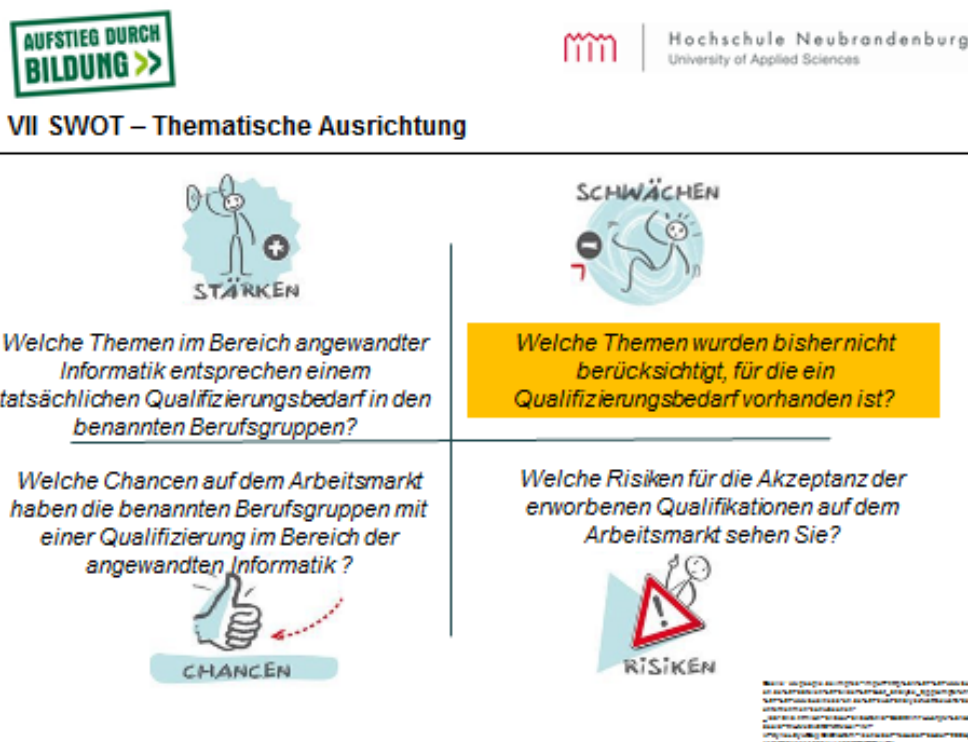 AUFSTIEG DURCH
BILDUNG >>
Hochschule Neubrandenburg
University of Applied Sciences
VII SWOT – Thematische Ausrichtung
STÄRKEN
Welche Themen im Bereich angewandter
Informatik entsprechen einem
tatsächlichen Qualifizierungsbedarf in den
benannten Berufsgruppen?
SCHWÄCHEN
Welche Themen wurden bisher nicht
berücksichtigt, für die ein
Qualifizierungsbedarf vorhanden ist?
Welche Chancen auf dem Arbeitsmarkt
haben die benannten Berufsgruppen mit
einer Qualifizierung im Bereich der
angewandten Informatik ?
CHANCEN
Welche Risiken für die Akzeptanz der
erworbenen Qualifikationen auf dem
Arbeitsmarkt sehen Sie?
RiSiKEN